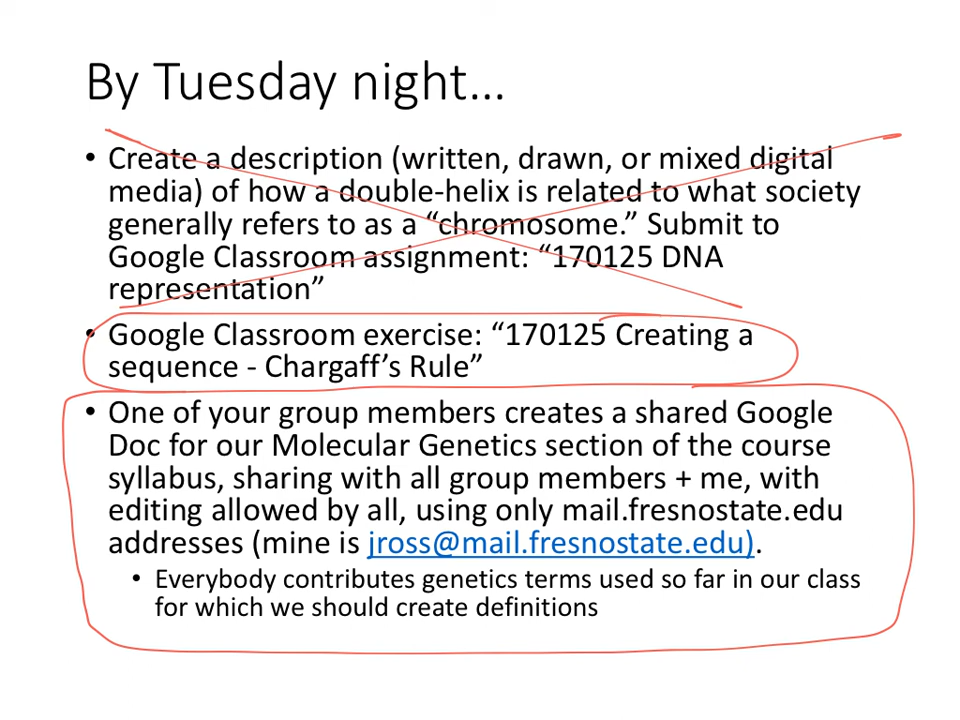 By Tuesday night…
• Create a description (written, drawn, or mixed digital
media) of how a double-helix is related to what society
generally refers to as a “chromosome.” Submit to
Google Classroom assignment: “170125 DNA
representation”
• Google Classroom exercise: “170125 Creating a
sequence - Chargaff’s Rule”
• One of your group members creates a shared Google
Doc for our Molecular Genetics section of the course
syllabus, sharing with all group members + me, with
editing allowed by all, using only mail.fresnostate.edu
addresses (mine is jross@mail.fresnostate.edu).
• Everybody contributes genetics terms used so far in our class
for which we should create definitions